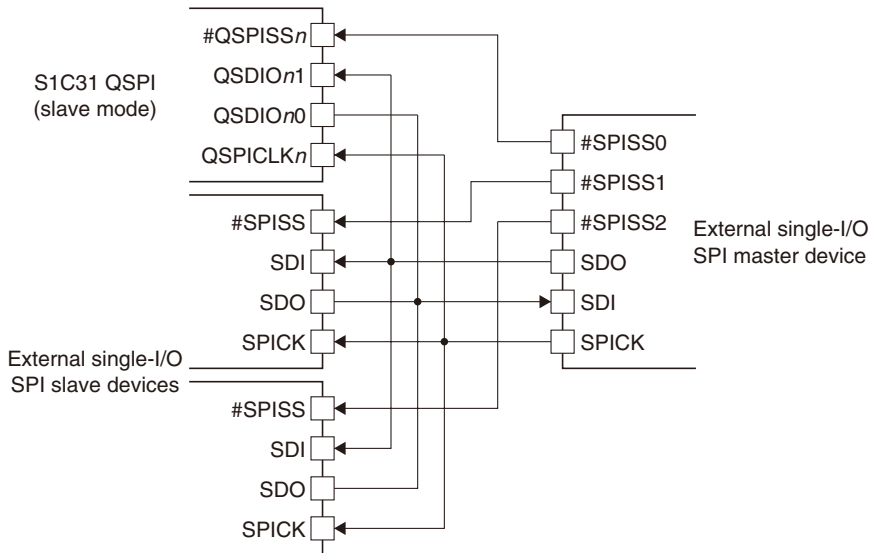 S1C31 QSPI
(slave mode)
#QSPISSn
QSDIOn1
QSDIOn0
QSPICLKn
#SPISS
SDI
SDO
SPICK
External single-I/O
SPI slave devices
#SPISS
SDI
SDO
SPICK
#SPISS0
#SPISS1
#SPISS2
SDO
SDI
SPICK
External single-I/O
SPI master device